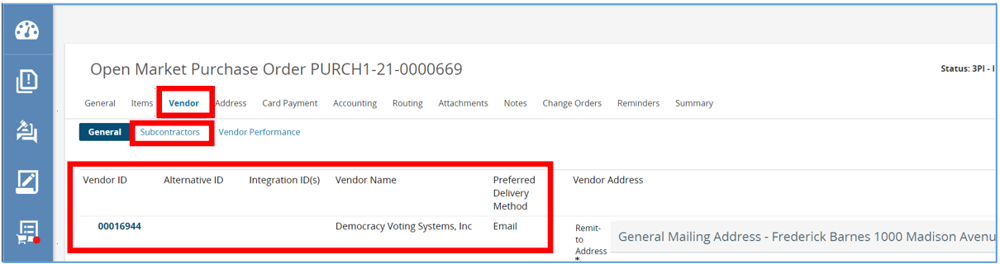 Open Market Purchase Order PURCH1-21-0000669
Status: 3PI - I
General Items Vendor Address Card Payment Accounting Routing Attachments Notes Change Orders Reminders Summary
General Subcontractors Vendor Performance
Vendor ID Alternative ID Integration ID(s) Vendor Name Preferred Vendor Address
Delivery
Method
00016944 Democracy Voting Systems, Inc Email
Remit-
to
Address
*.
General Mailing Address - Frederick Barnes 1000 Madison Avenu